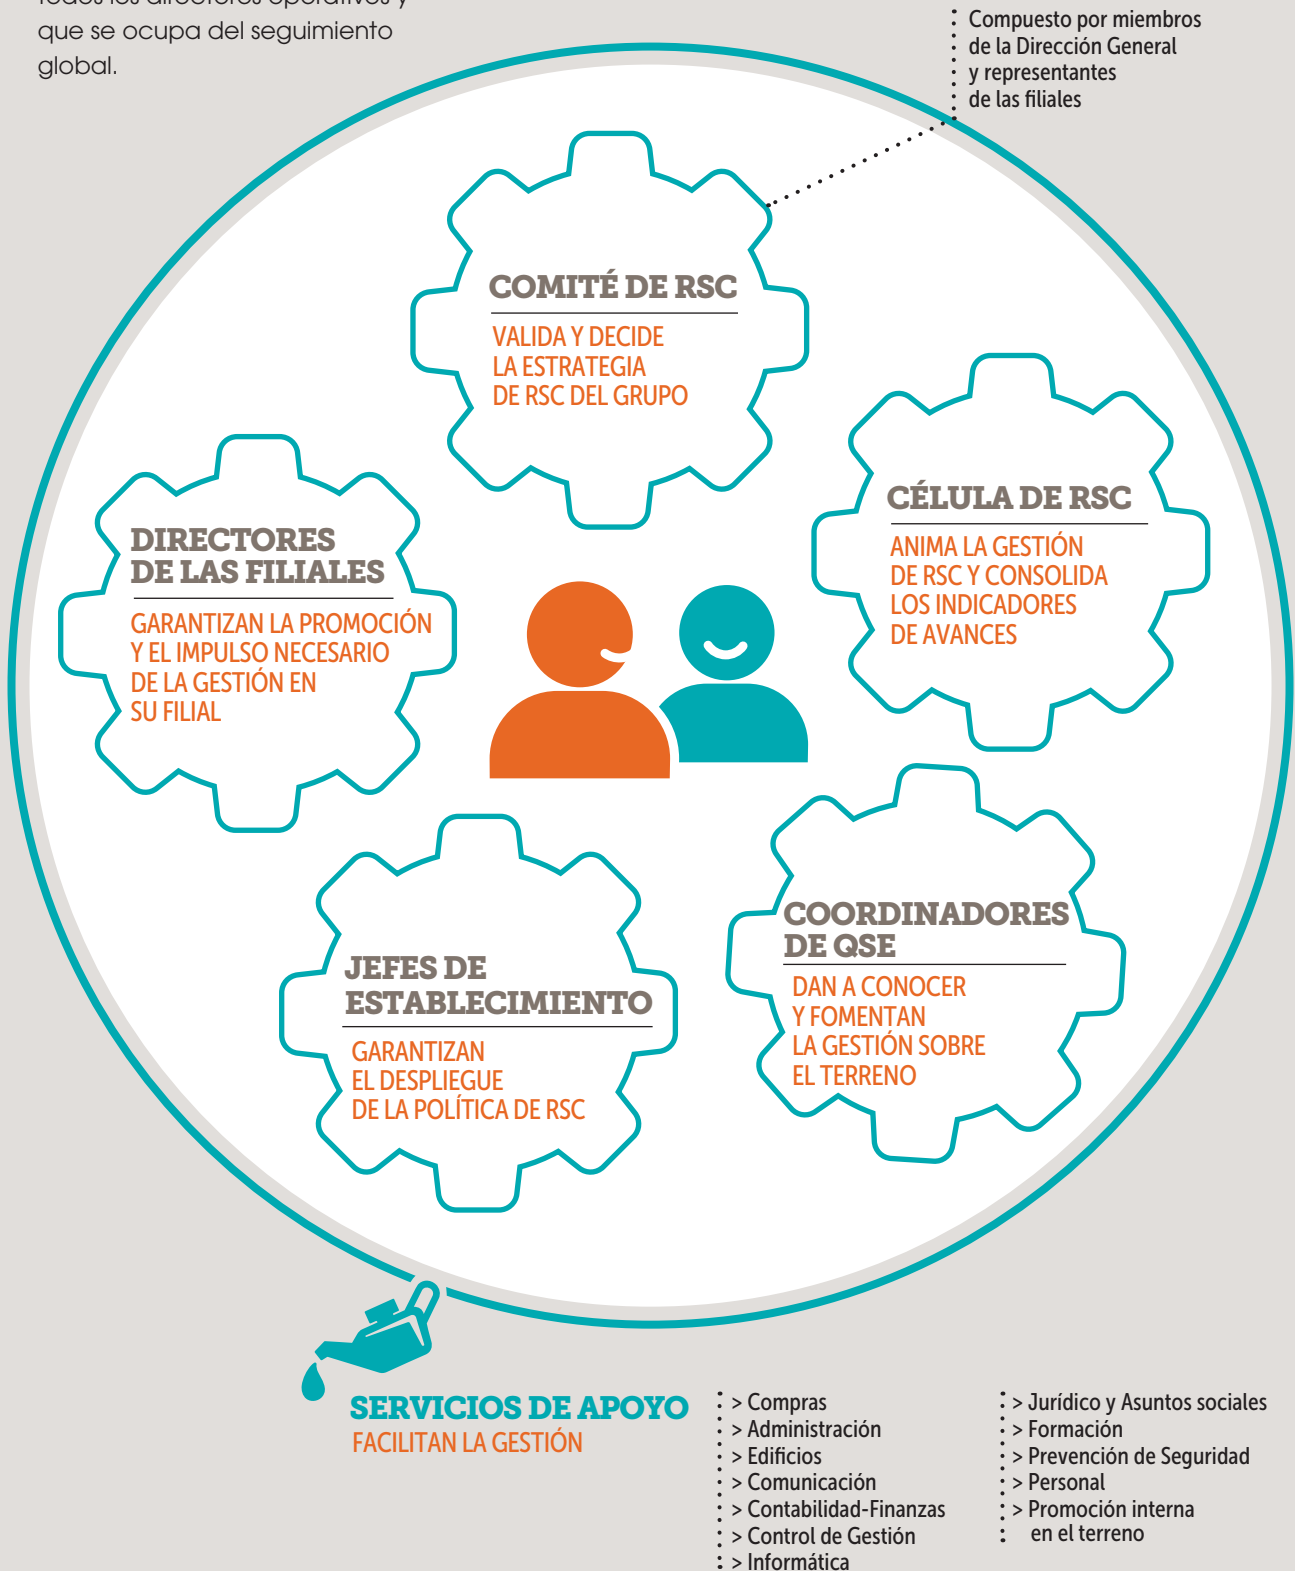 que se ocupa del seguimiento
global.
Compuesto por miembros
de la Dirección General
y representantes
de las filiales
COMITÉ DE RSC
VALIDA Y DECIDE
LA ESTRATEGIA
DE RSC DEL GRUPO
CÉLULA DE RSC
ANIMA LA GESTIÓN
DE RSC Y CONSOLIDA
LOS INDICADORES
DE AVANCES
DIRECTORES
DE LAS FILIALES
GARANTIZAN LA PROMOCIÓN
Y EL IMPULSO NECESARIO
DE LA GESTIÓN EN
SU FILIAL
COORDINADORES
DE QSE
DAN A CONOCER
Y FOMENTAN
LA GESTIÓN SOBRE
EL TERRENO
JEFES DE
ESTABLECIMIENTO
GARANTIZAN
EL DESPLIEGUE
DE LA POLÍTICA DE RSC
SERVICIOS DE APOYO
FACILITAN LA GESTIÓN
> Compras
> Administración
> Edificios
> Comunicación
> Contabilidad-Finanzas
> Control de Gestión
> Informática
> Jurídico y Asuntos sociales
> Formación
> Prevención de Seguridad
> Personal
> Promoción interna
en el terreno